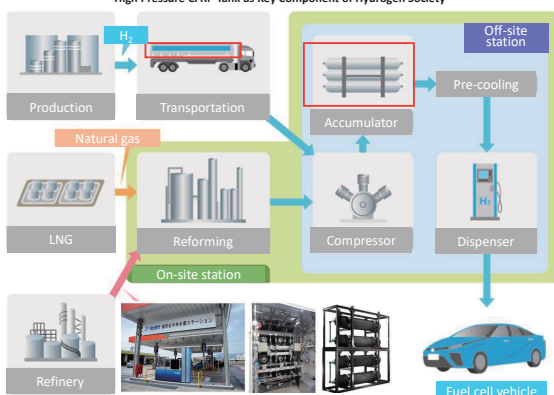 High Pressure CFRP Tank as Key Component of Hydrogen Society
H₂
Off-site
station
Production
Transportation
Accumulator
Pre-cooling
Natural gas
LNG
Reforming
Compressor
H₂
Dispenser
On-site station
Refinery
Fuel cell vehicle